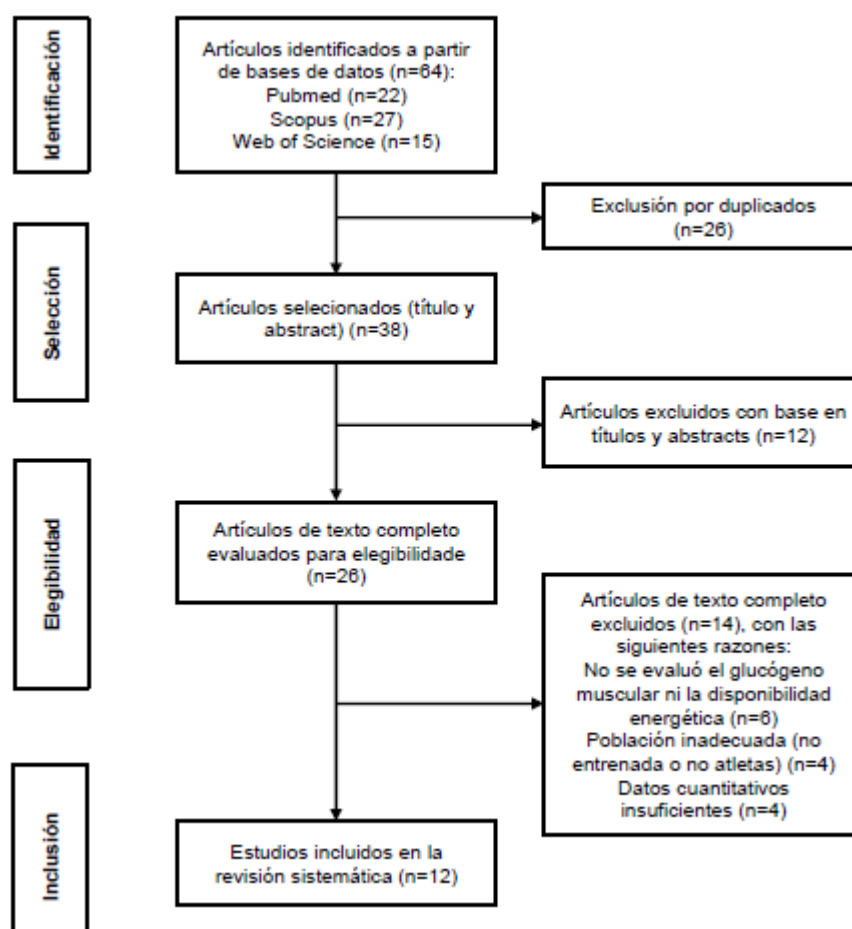 Identificación
Artículos identificados a partir
de bases de datos (n=64):
Pubmed (n=22)
Scopus (n=27)
Web of Science (n=15)
Exclusión por duplicados
(n=26)
Selección
Artículos selecionados (título y
abstract) (n=38)
Artículos excluidos con base en
títulos y abstracts (n=12)
Elegibilidad
Artículos de texto completo
evaluados para elegibilidade
(n=26)
Artículos de texto completo
excluidos (n=14), con las
siguientes razones:
No se evaluó el glucógeno
muscular ni la disponibilidad
energética (n=6)
Población inadecuada (no
entrenada o no atletas) (n=4)
Datos cuantitativos
insuficientes (n=4)
Inclusión
Estudios incluidos en la
revisión sistemática (n=12)